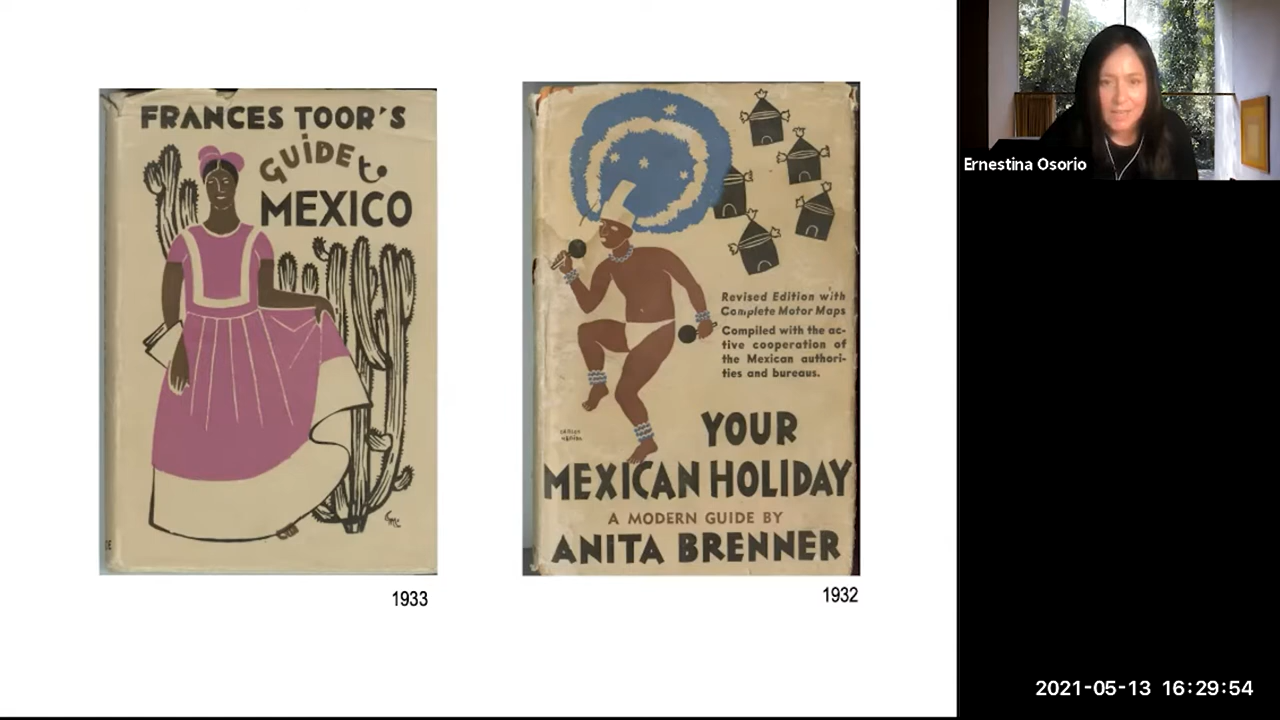 FRANCES TOOR'S
GUIDE to
MEXICO
1933
Revised Edition with
Complete Motor Maps
Compiled with the ac-
tive cooperation of
the Mexican authori-
ties and bureaus.
YOUR
MEXICAN HOLIDAY
A MODERN GUIDE BY
ANITA BRENNER
1932
Ernestina Osorio
2021-05-13 16:29:54